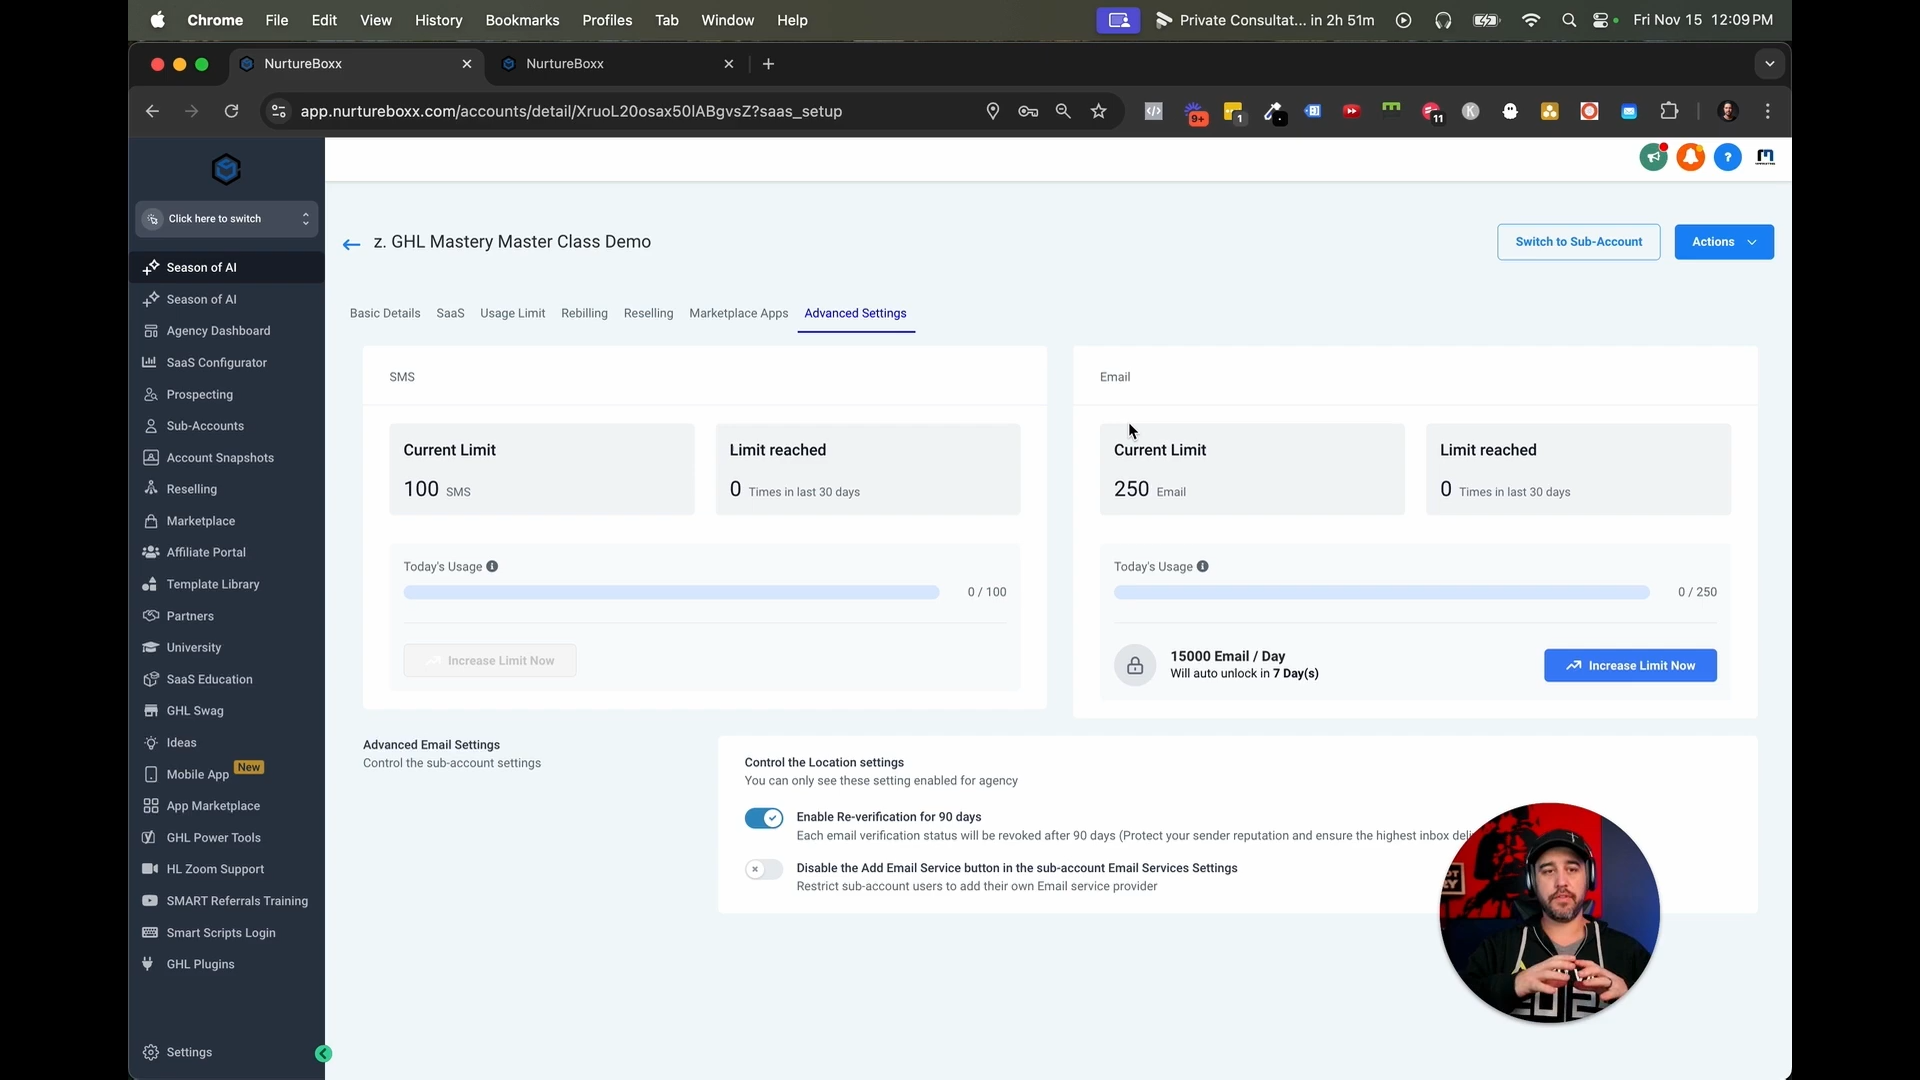 Chrome File Edit View History Bookmarks Profiles Tab Window Help
Private Consultat... in 2h 51m Fri Nov 15 12:09 PM
NurtureBoxx NurtureBoxx
app.nurtureboxx.com/accounts/detail/XruoL20osax50lABgvsZ?saas_setup
9+ 1 11 K
Click here to switch
Season of AI
Season of AI
Agency Dashboard
SaaS Configurator
Prospecting
Sub-Accounts
Account Snapshots
Reselling
Marketplace
Affiliate Portal
Template Library
Partners
University
SaaS Education
GHL Swag
Ideas
Mobile App New
App Marketplace
GHL Power Tools
HL Zoom Support
SMART Referrals Training
Smart Scripts Login
GHL Plugins
Settings
z. GHL Mastery Master Class Demo
Switch to Sub-Account Actions
Basic Details SaaS Usage Limit Rebilling Reselling Marketplace Apps Advanced Settings
SMS
Current Limit
100 SMS
Limit reached
0 Times in last 30 days
Today's Usage
0 / 100
Increase Limit Now
Email
Current Limit
250 Email
Limit reached
0 Times in last 30 days
Today's Usage
0 / 250
15000 Email / Day
Will auto unlock in 7 Day(s)
Increase Limit Now
Advanced Email Settings
Control the sub-account settings
Control the Location settings
You can only see these setting enabled for agency
Enable Re-verification for 90 days
Each email verification status will be revoked after 90 days (Protect your sender reputation and ensure the highest inbox deli
Disable the Add Email Service button in the sub-account Email Services Settings
Restrict sub-account users to add their own Email service provider